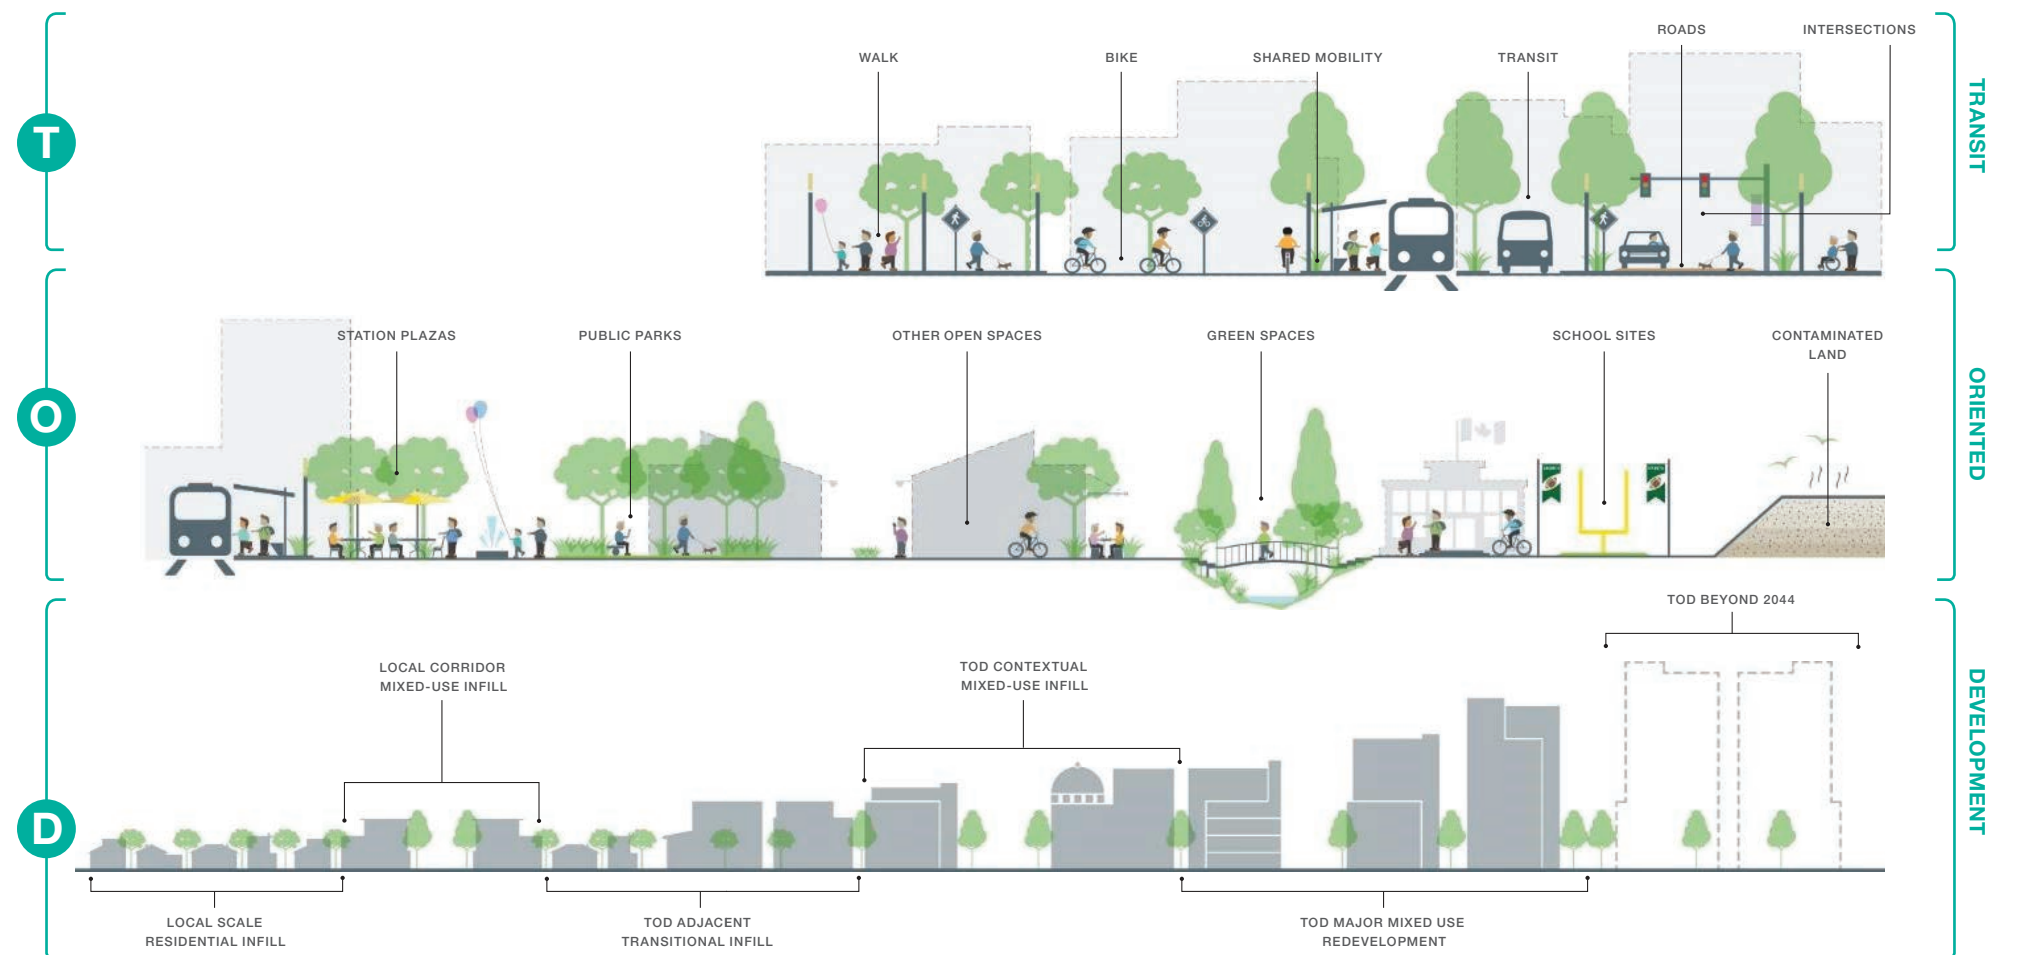 T
WALK
BIKE
SHARED MOBILITY
TRANSIT
ROADS
INTERSECTIONS
TRANSIT
O
STATION PLAZAS
PUBLIC PARKS
OTHER OPEN SPACES
GREEN SPACES
SCHOOL SITES
CONTAMINATED
LAND
ORIENTED
D
LOCAL CORRIDOR
MIXED-USE INFILL
TOD CONTEXTUAL
MIXED-USE INFILL
TOD BEYOND 2044
LOCAL SCALE
RESIDENTIAL INFILL
TOD ADJACENT
TRANSITIONAL INFILL
TOD MAJOR MIXED USE
REDEVELOPMENT
DEVELOPMENT